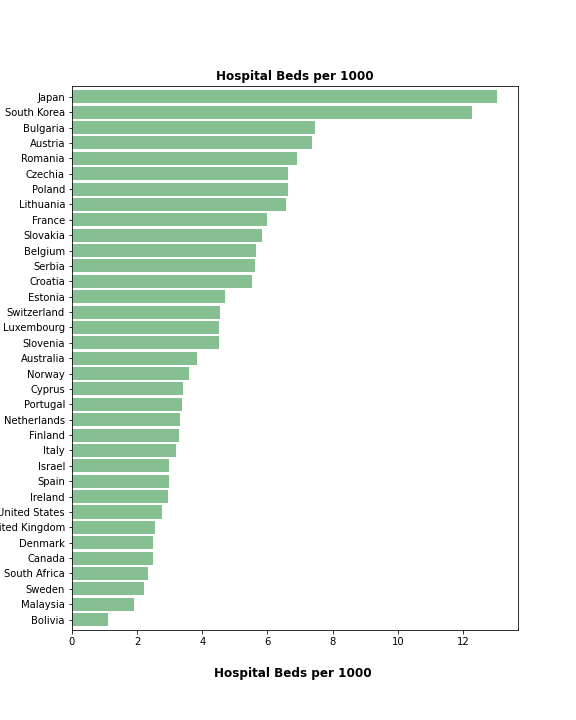 Hospital Beds per 1000
Japan
South Korea
Bulgaria
Austria
Romania
Czechia
Poland
Lithuania
France
Slovakia
Belgium
Serbia
Croatia
Estonia
Switzerland
Luxembourg
Slovenia
Australia
Norway
Cyprus
Portugal
Netherlands
Finland
Italy
Israel
Spain
Ireland
United States
ited Kingdom
Denmark
Canada
South Africa
Sweden
Malaysia
Bolivia
0 2 4 6 8 10 12
Hospital Beds per 1000